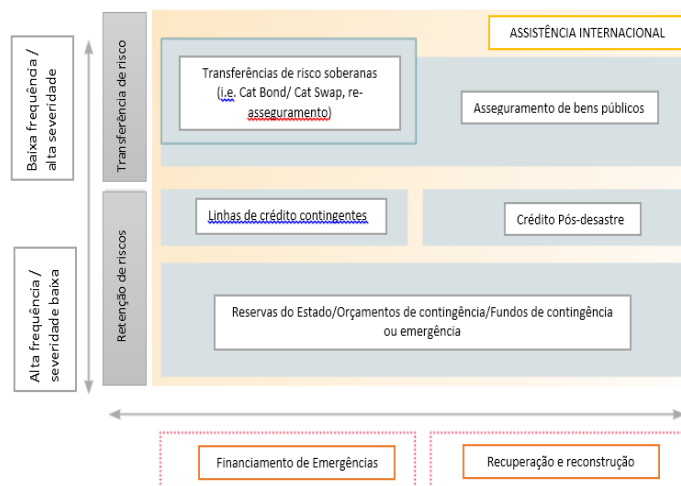 ASSISTÊNCIA INTERNACIONAL
Baixa frequência /
alta severidade
Transferência de risco
Transferências de risco soberanas
(i.e. Cat Bond/ Cat Swap, re-
asseguramento)
Asseguramento de bens públicos
Alta frequência /
severidade baixa
Retenção de riscos
Linhas de crédito contingentes
Crédito Pós-desastre
Reservas do Estado/Orçamentos de contingência/Fundos de contingência
ou emergência
Financiamento de Emergências
Recuperação e reconstrução